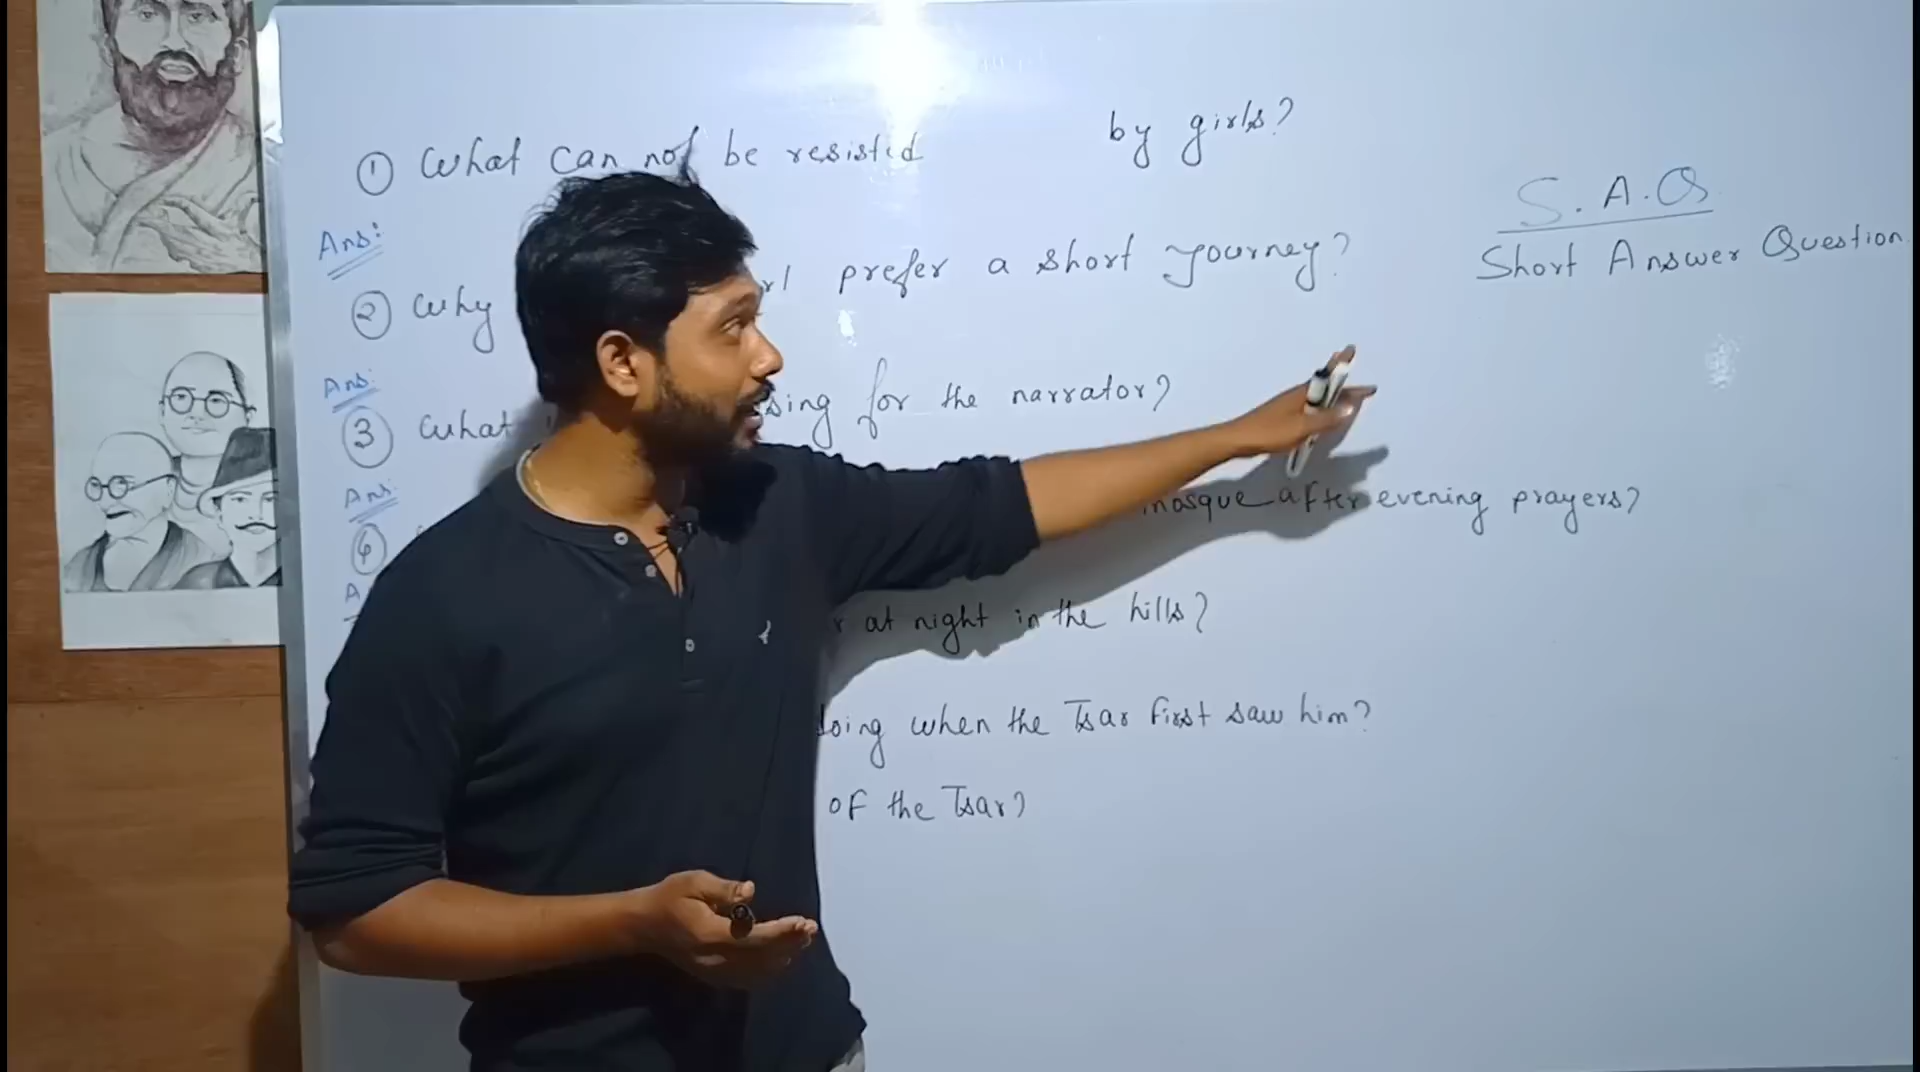 ① What can not be resisted by girls?
S.A.Q
Short Answer Question
Ans:
② Why prefer a short journey?
Ans:
③ What for the narrator?
Ans:
④ mosque after evening prayers?
at night in the hills?
doing when the Tsar first saw him?
of the Tsar?